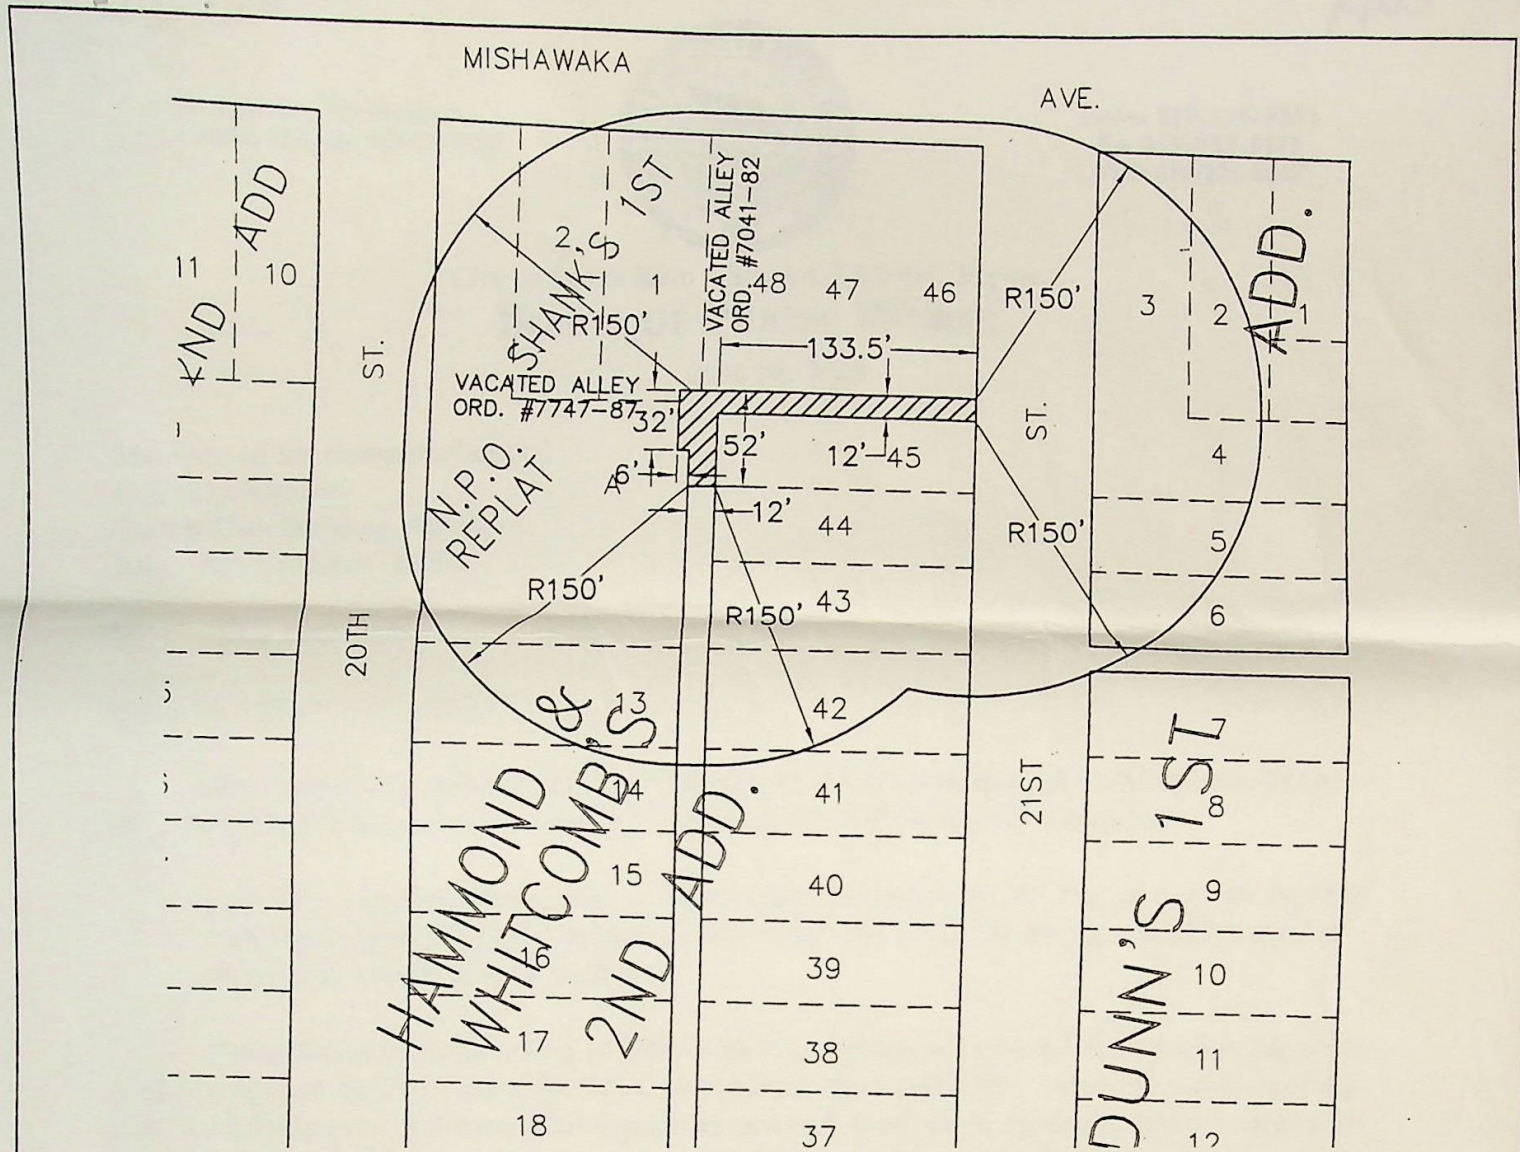 MISHAWAKA
AVE.
11
10
KND ADD
ST.
20TH
2
1
SHANK'S 1ST
VACATED ALLEY
ORD. #7041-82
48
47
46
R150'
R150'
133.5'
VACATED ALLEY
ORD. #7747-87
32'
52'
12'
45
6'
A
12'
N.P.O.
REPLAT
44
43
42
41
40
39
38
37
R150'
R150'
R150'
13
14
15
16
17
18
HAMMOND &
WHITCOMB'S
2ND ADD.
ST.
21ST
3
2
1
4
5
6
7
8
9
10
11
12
DUNN'S 1ST ADD.